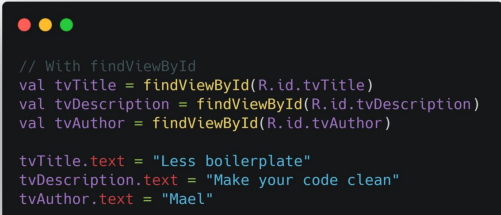 // With findViewById
val tvTitle = findViewById(R.id.tvTitle)
val tvDescription = findViewById(R.id.tvDescription)
val tvAuthor = findViewById(R.id.tvAuthor)
tvTitle.text = "Less boilerplate"
tvDescription.text = "Make your code clean"
tvAuthor.text = "Mael"